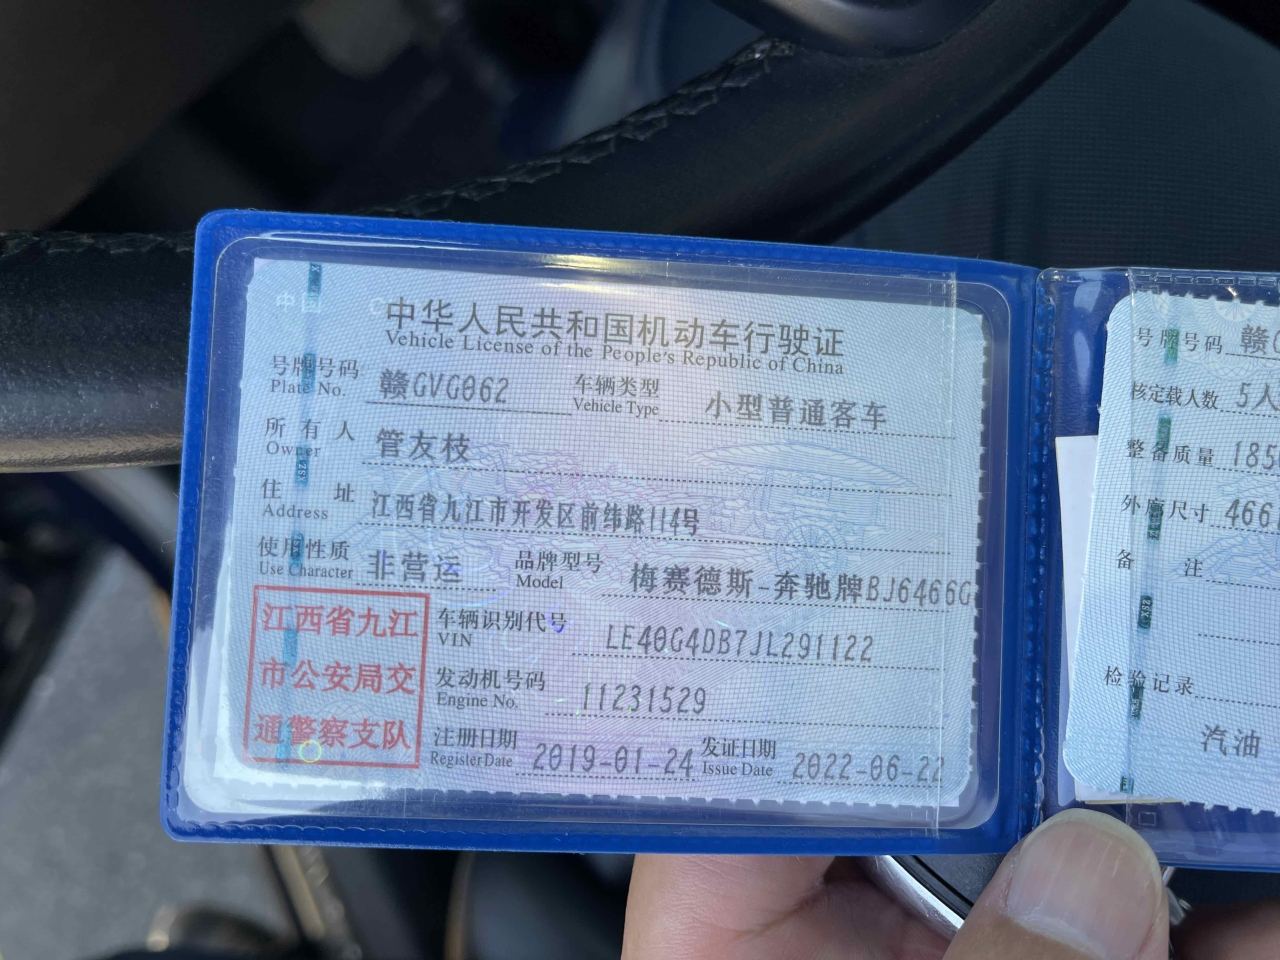 中华人民共和国机动车行驶证
Vehicle License of the People's Republic of China
号牌号码 赣GVG062 车辆类型 小型普通客车
Plate No. Vehicle Type
所有人 管友枝
Owner
住址 江西省九江市开发区前纬路114号
Address
使用性质 非营运 品牌型号 梅赛德斯-奔驰牌BJ6466G
Use Character Model
江西省九江
市公安局交
通警察支队
车辆识别代号 LE40G4DB7JL291122
VIN
发动机号码 11231529
Engine No.
注册日期 2019-01-24 发证日期 2022-06-22
Register Date Issue Date
号牌号码 赣
核定载人数 5人
整备质量 185
外廓尺寸 466
备注
检验记录
汽油